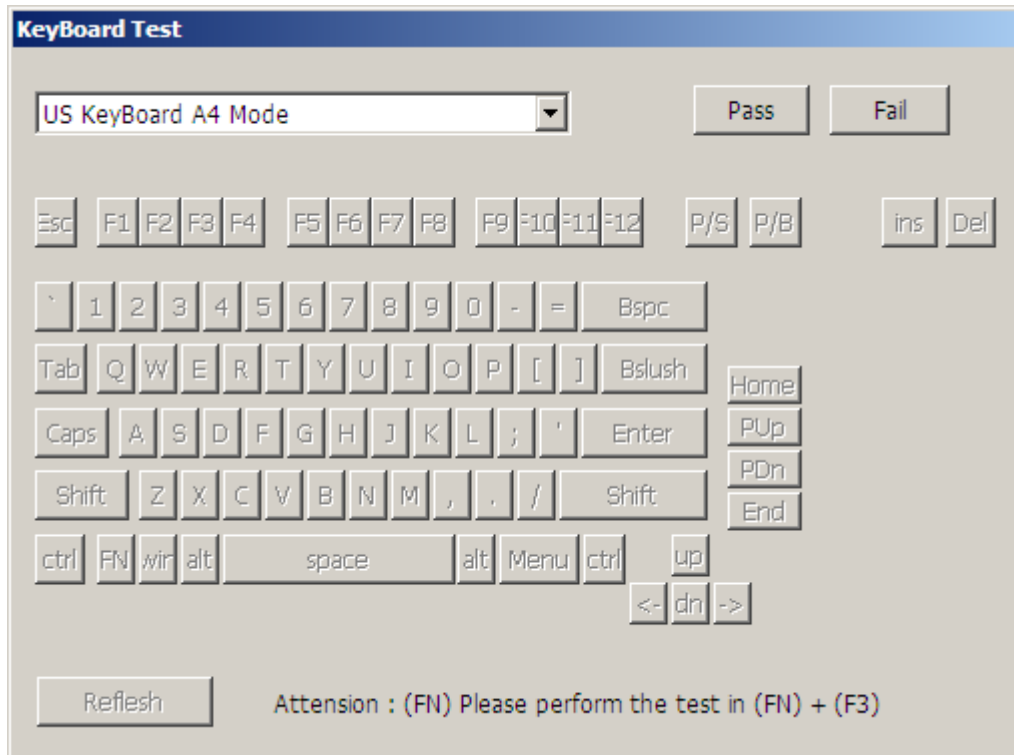 KeyBoard Test
US KeyBoard A4 Mode Pass Fail
Esc F1 F2 F3 F4 F5 F6 F7 F8 F9 F10 F11 F12 P/S P/B ins Del
` 1 2 3 4 5 6 7 8 9 0 - = Bspc
Tab Q W E R T Y U I O P [ ] Bslush
Home
Caps A S D F G H J K L ; ' Enter PUp
PDn
Shift Z X C V B N M , . / Shift
End
ctrl FN win alt space alt Menu ctrl up
<- dn ->
Reflesh Attension : (FN) Please perform the test in (FN) + (F3)